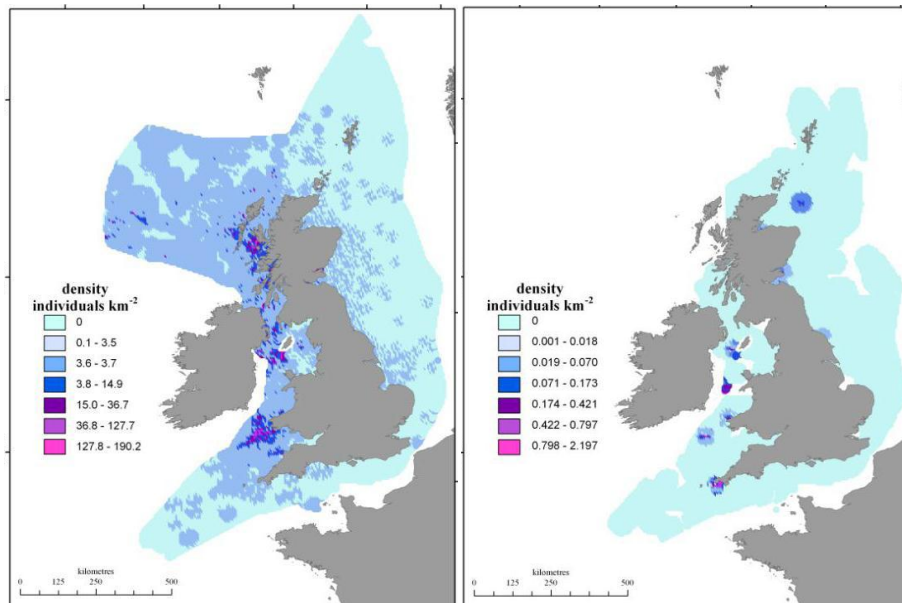 density
individuals km-2
0
0.1 - 3.5
3.6 - 3.7
3.8 - 14.9
15.0 - 36.7
36.8 - 127.7
127.8 - 190.2
kilometres
0 125 250 500
density
individuals km-2
0
0.001 - 0.018
0.019 - 0.070
0.071 - 0.173
0.174 - 0.421
0.422 - 0.797
0.798 - 2.197
kilometres
0 125 250 500